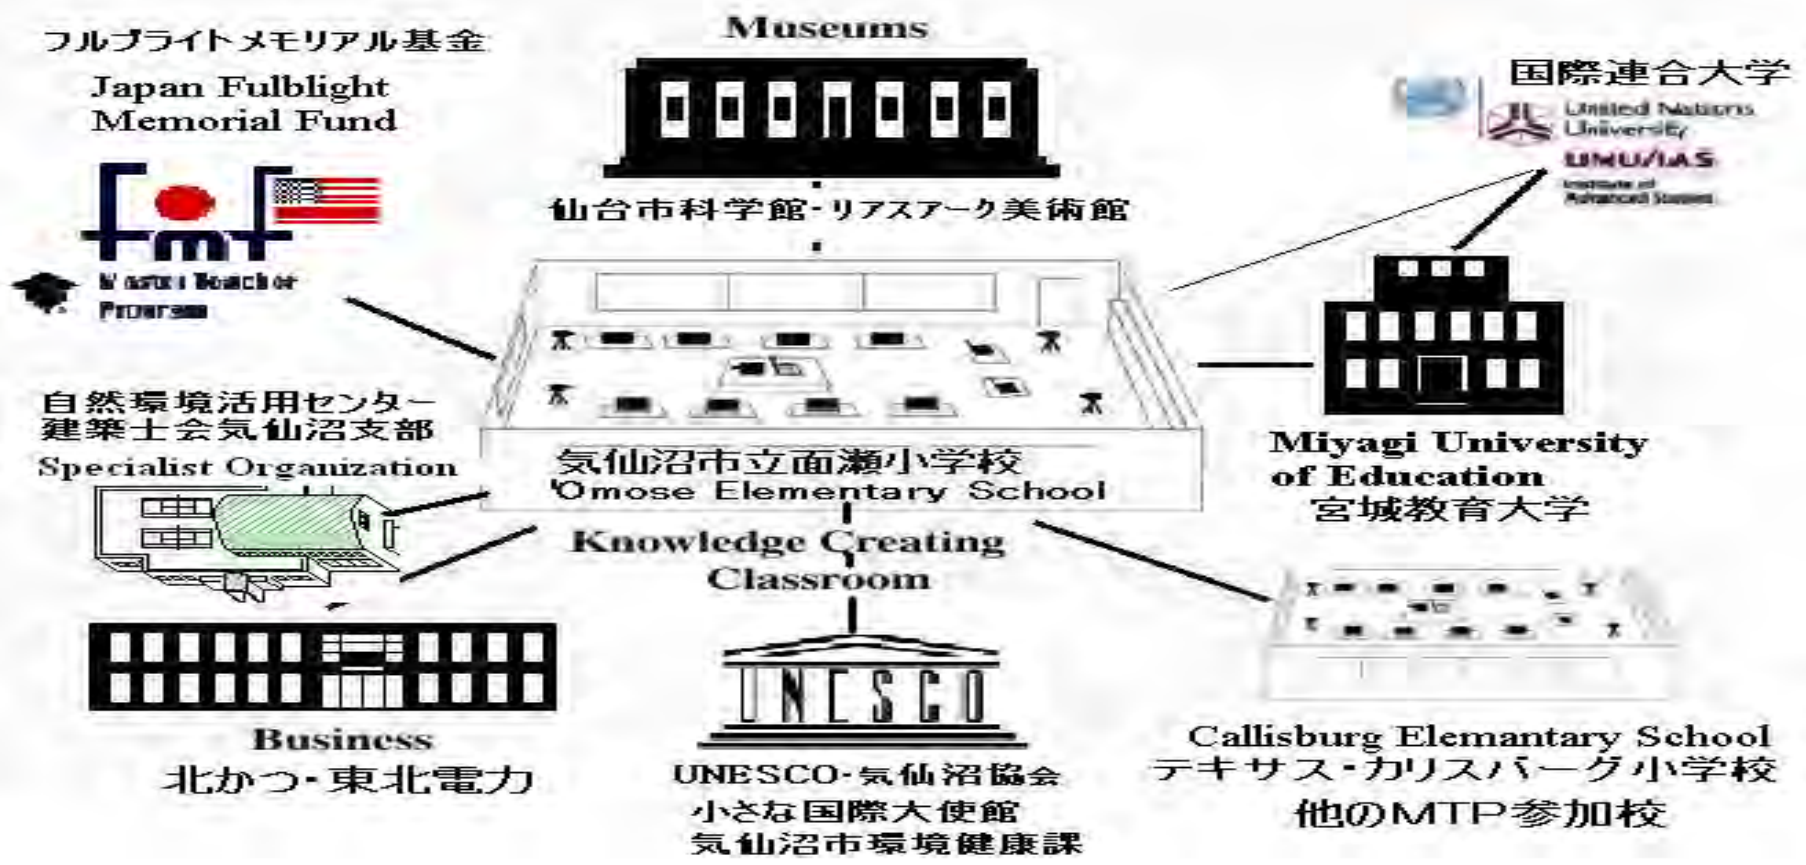 フルブライトメモリアル基金
Japan Fulblight
Memorial Fund
fmf
Program
Museums
仙台市科学館・リアスアーク美術館
国際連合大学
United Nations
University
UNU/IAS
Institute of
Advanced Studies
自然環境活用センター
建築士会気仙沼支部
Specialist Organization
気仙沼市立面瀬小学校
Omose Elementary School
Knowledge Creating
Classroom
Miyagi University
of Education
宮城教育大学
Business
北かつ・東北電力
UNESCO
UNESCO・気仙沼協会
小さな国際大使館
気仙沼市環境健康課
Callisburg Elemantary School
テキサス・カリスバーグ小学校
他のMTP参加校